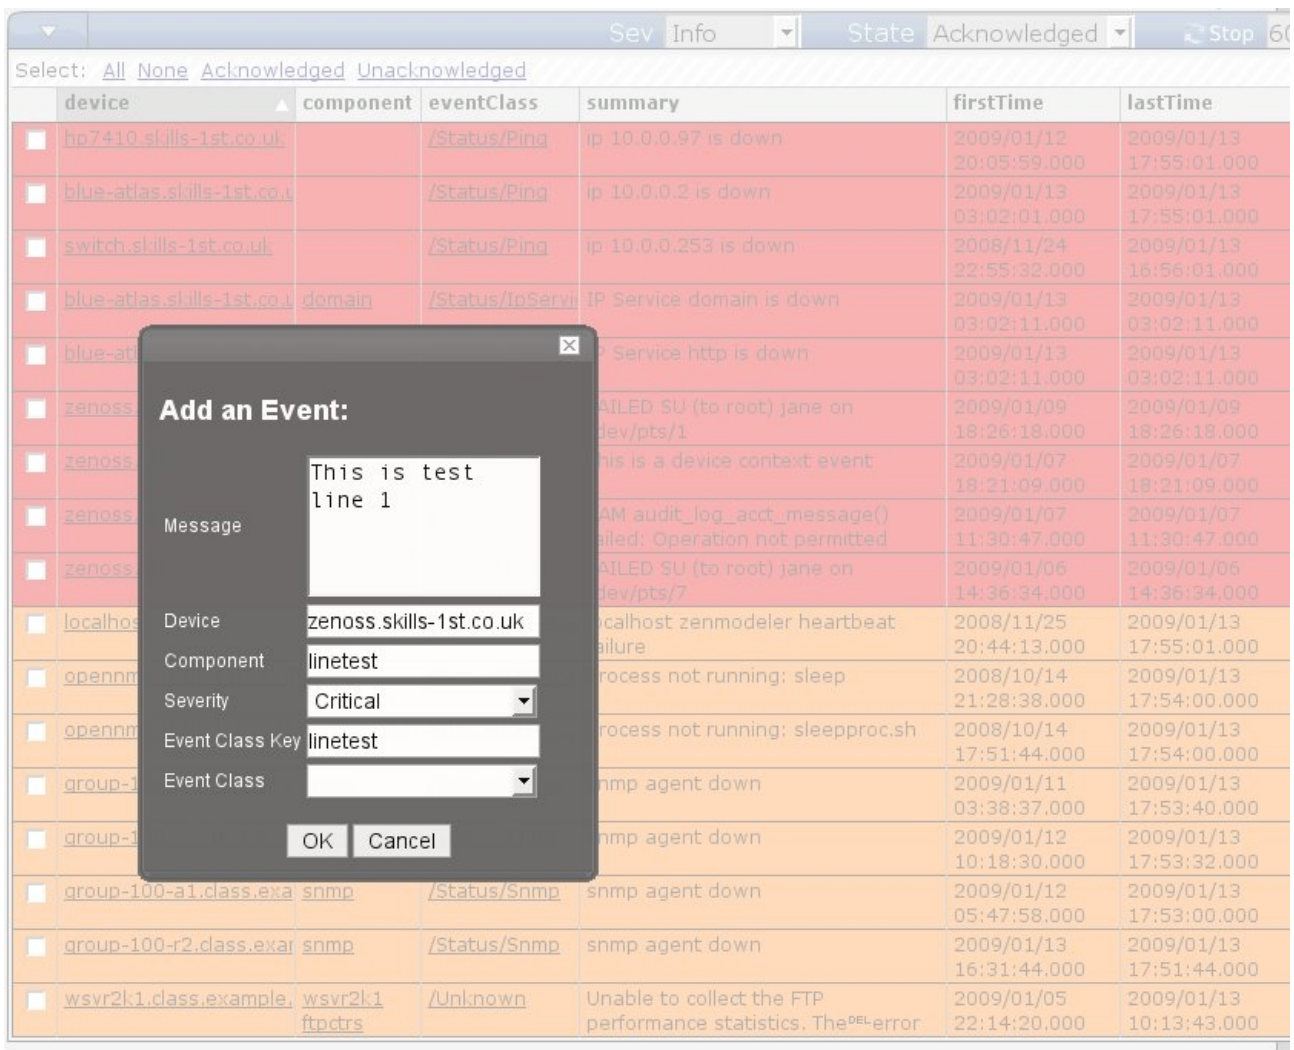 Sev Info State Acknowledged Stop 60
Select: All None Acknowledged Unacknowledged
device component eventClass summary firstTime lastTime
hp7410.skills-1st.co.uk /Status/Ping ip 10.0.0.97 is down 2009/01/12 2009/01/13
20:05:59.000 17:55:01.000
blue-atlas.skills-1st.co.u /Status/Ping ip 10.0.0.2 is down 2009/01/13 2009/01/13
03:02:01.000 17:55:01.000
switch.skills-1st.co.uk /Status/Ping ip 10.0.0.253 is down 2008/11/24 2009/01/13
22:55:32.000 16:56:01.000
blue-atlas.skills-1st.co.u domain /Status/IpServi IP Service domain is down 2009/01/13 2009/01/13
03:02:11.000 03:02:11.000
blue-atl P Service http is down 2009/01/13 2009/01/13
03:02:11.000 03:02:11.000
zenoss. AILED SU (to root) jane on 2009/01/09 2009/01/09
dev/pts/1 18:26:18.000 18:26:18.000
zenoss. his is a device context event 2009/01/07 2009/01/07
18:21:09.000 18:21:09.000
zenoss. AM audit_log_acct_message() 2009/01/07 2009/01/07
ailed: Operation not permitted 11:30:47.000 11:30:47.000
zenoss. AILED SU (to root) jane on 2009/01/06 2009/01/06
dev/pts/7 14:36:34.000 14:36:34.000
localhos ocalhost zenmodeler heartbeat 2008/11/25 2009/01/13
ailure 20:44:13.000 17:55:01.000
opennm rocess not running: sleep 2008/10/14 2009/01/13
21:28:38.000 17:54:00.000
opennm rocess not running: sleepproc.sh 2008/10/14 2009/01/13
17:51:44.000 17:54:00.000
group-1 nmp agent down 2009/01/11 2009/01/13
03:38:37.000 17:53:40.000
group-1 nmp agent down 2009/01/12 2009/01/13
10:18:30.000 17:53:32.000
group-100-a1.class.exa snmp /Status/Snmp snmp agent down 2009/01/12 2009/01/13
05:47:58.000 17:53:00.000
group-100-r2.class.exar snmp /Status/Snmp snmp agent down 2009/01/13 2009/01/13
16:31:44.000 17:51:44.000
wsvr2k1.class.example. wsvr2k1 /Unknown Unable to collect the FTP 2009/01/05 2009/01/13
ftpctrs performance statistics. The DEL error 22:14:20.000 10:13:43.000
Add an Event:
Message This is test
line 1
Device zenoss.skills-1st.co.uk
Component linetest
Severity Critical
Event Class Key linetest
Event Class
OK Cancel